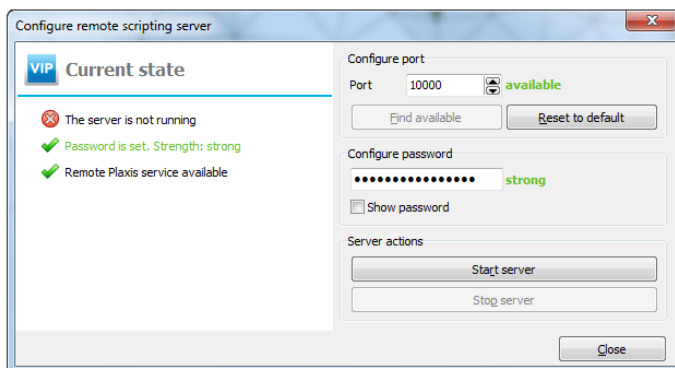 Configure remote scripting server
VIP Current state
The server is not running
Password is set. Strength: strong
Remote Plaxis service available
Configure port
Port 10000 available
Find available Reset to default
Configure password
•••••••••••••••• strong
Show password
Server actions
Start server
Stop server
Close